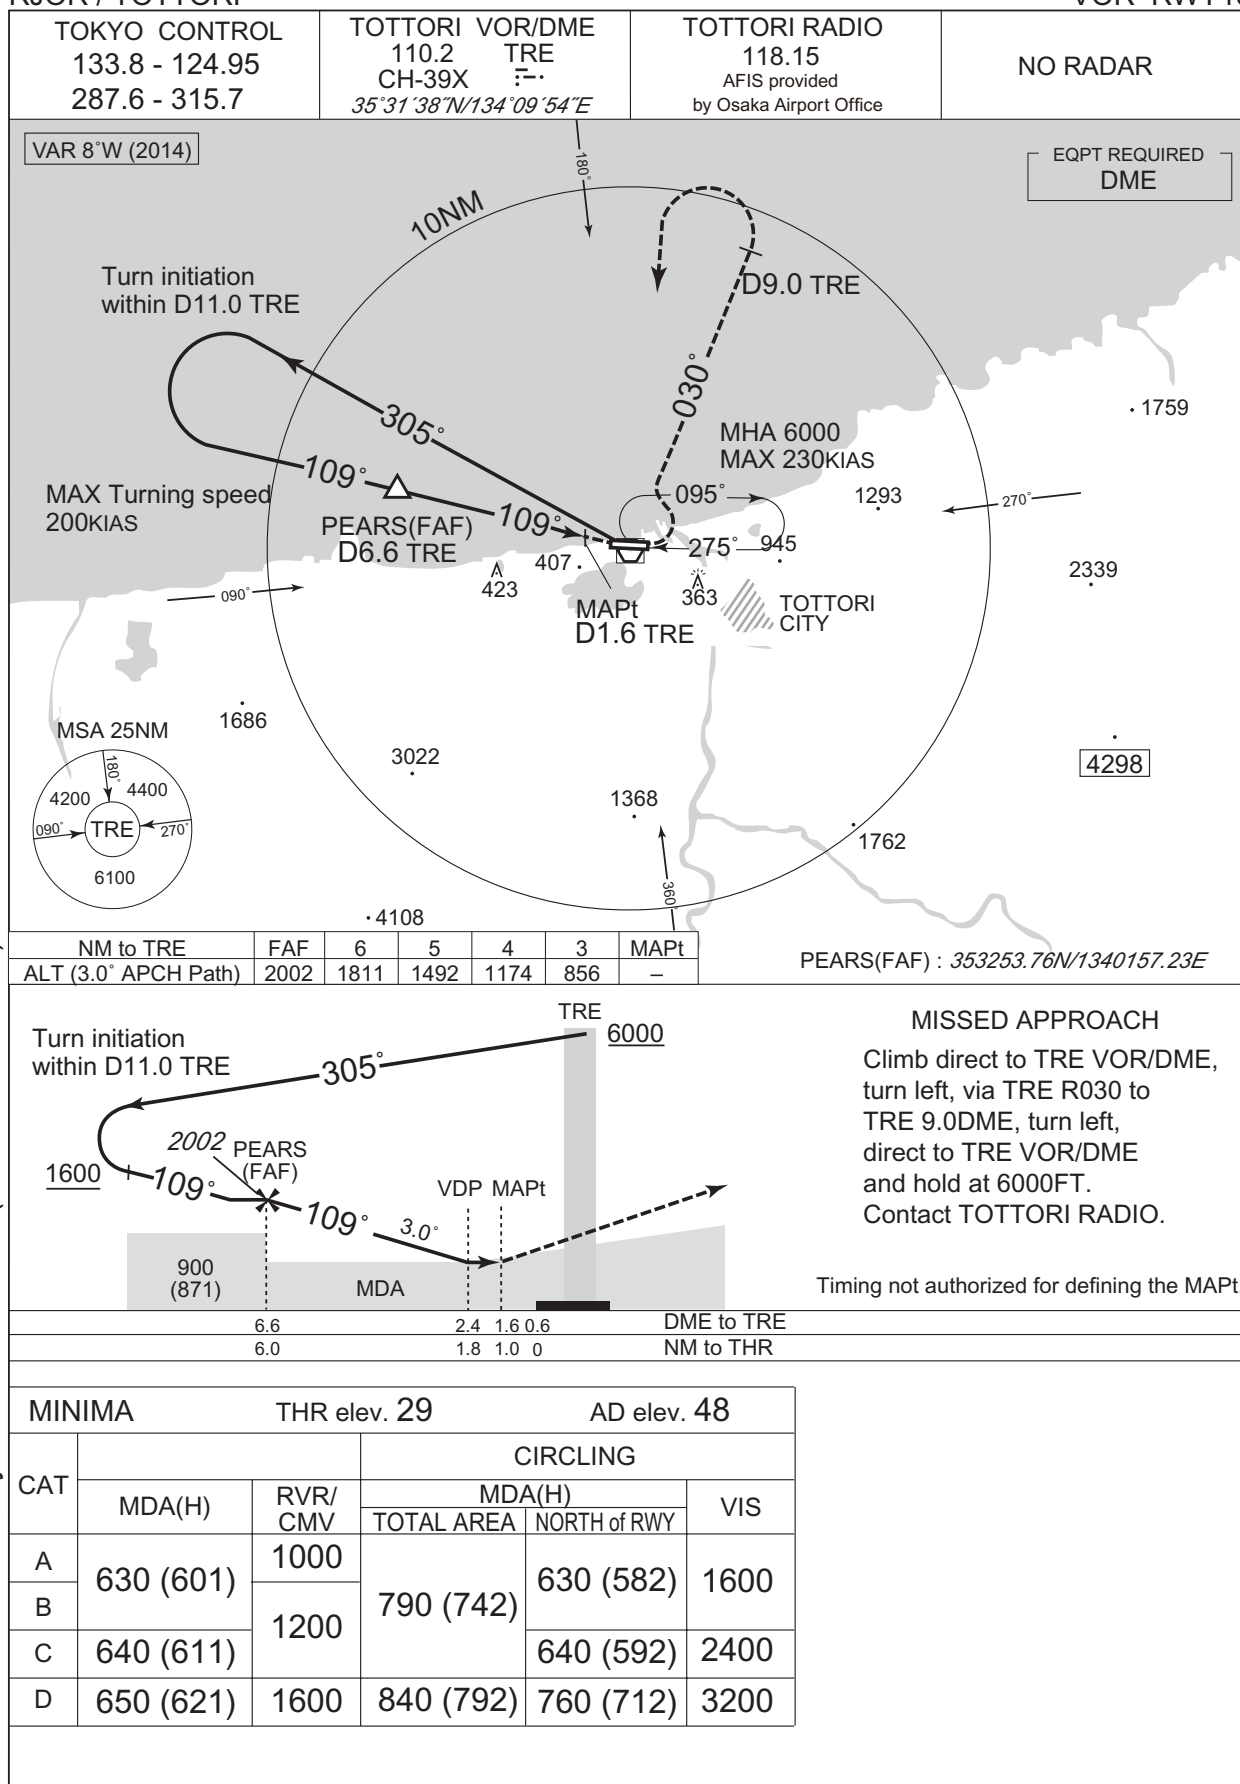 RJOR / TOTTORI
VOR RWY
TOKYO CONTROL
133.8 - 124.95
287.6 - 315.7
TOTTORI VOR/DME
110.2 TRE
CH-39X
35˚31´38˝N/134˚09´54˝E
TOTTORI RADIO
118.15
AFIS provided
by Osaka Airport Office
NO RADAR
VAR 8˚W (2014)
EQPT REQUIRED
DME
180˚
10NM
Turn initiation
within D11.0 TRE
D9.0 TRE
030˚
305˚
1759
MHA 6000
MAX 230KIAS
109˚
MAX Turning speed
200KIAS
095˚
1293
270˚
PEARS(FAF)
D6.6 TRE
109˚
275˚
945
407
423
363
2339
090˚
MAPt
D1.6 TRE
TOTTORI
CITY
1686
MSA 25NM
180˚
4200
4400
090˚
TRE
270˚
6100
3022
1368
4298
1762
360˚
4108
NM to TRE FAF 6 5 4 3 MAPt
ALT (3.0˚ APCH Path) 2002 1811 1492 1174 856 –
PEARS(FAF) : 353253.76N/1340157.23E
TRE
6000
Turn initiation
within D11.0 TRE
305˚
2002
PEARS
(FAF)
1600
109˚
109˚
3.0˚
VDP MAPt
900
(871)
MDA
MISSED APPROACH
Climb direct to TRE VOR/DME,
turn left, via TRE R030 to
TRE 9.0DME, turn left,
direct to TRE VOR/DME
and hold at 6000FT.
Contact TOTTORI RADIO.
Timing not authorized for defining the MAPt.
6.6 2.4 1.6 0.6 DME to TRE
6.0 1.8 1.0 0 NM to THR
MINIMA THR elev. 29 AD elev. 48
CAT
CIRCLING
MDA(H)
RVR/
CMV
MDA(H)
VIS
TOTAL AREA NORTH of RWY
A 630 (601) 1000 790 (742) 630 (582) 1600
B 1200
C 640 (611) 640 (592) 2400
D 650 (621) 1600 840 (792) 760 (712) 3200